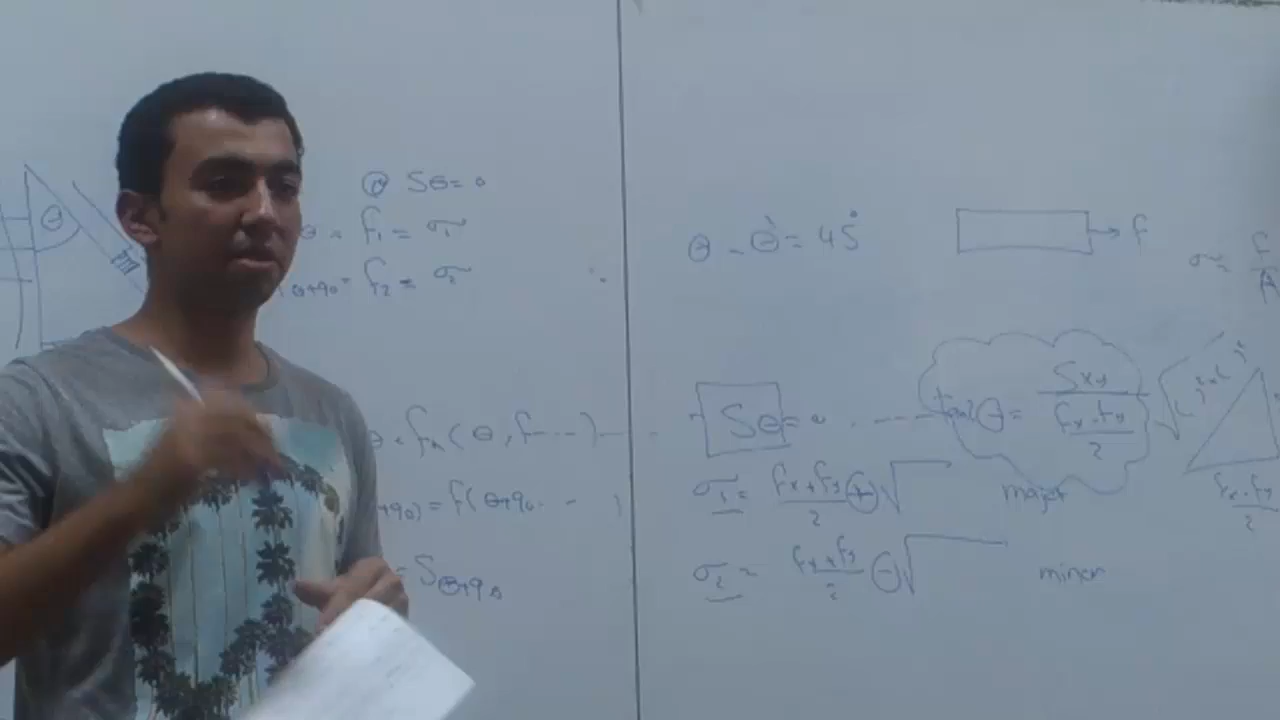 θ
Sθ = 0
θ = f₁ = σ₁
θ+90 = f₂ = σ₂
fn (θ, f ---) ---
+90) = f(θ+90 - - )
= Sθ+90
θ - θ' = 45°
f
σ = f/A
Sθ = 0 . ---- tan2θ = Sxy / ((fx - fy)/2)
σ₁ = (fx + fy)/2 ⊕ √ major
(fx - fy)/2
σ₂ = (fx + fy)/2 ⊖ √ minor